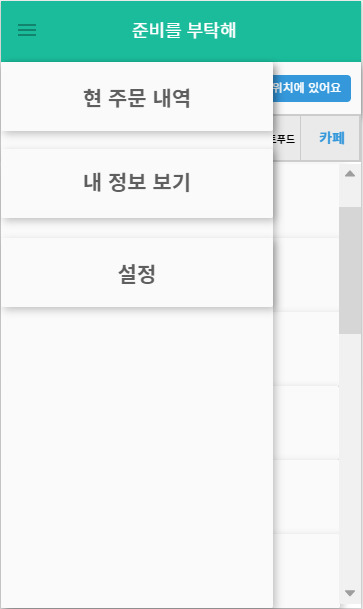 준비를 부탁해
현 주문 내역
위치에 있어요
푸드
카페
내 정보 보기
설정